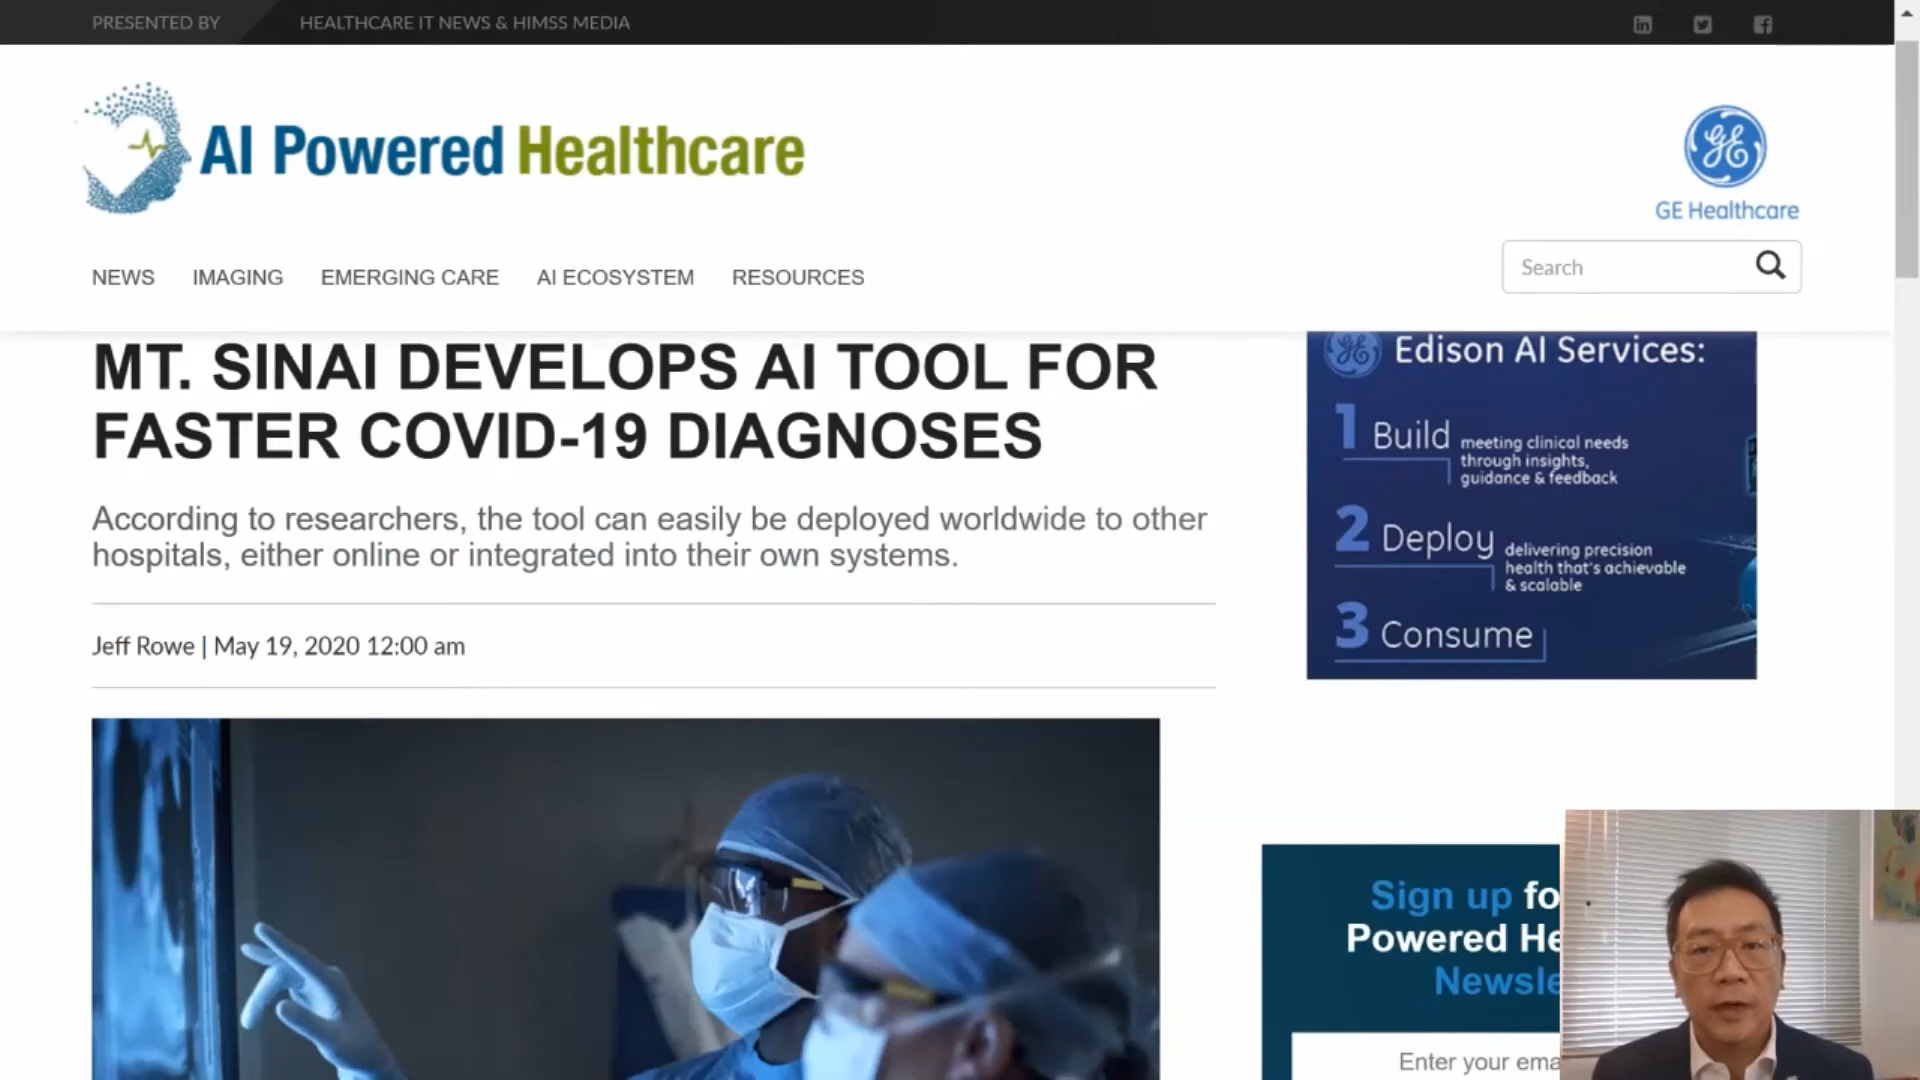 PRESENTED BY
HEALTHCARE IT NEWS & HIMSS MEDIA
AI Powered Healthcare
GE
GE Healthcare
NEWS
IMAGING
EMERGING CARE
AI ECOSYSTEM
RESOURCES
Search
MT. SINAI DEVELOPS AI TOOL FOR
FASTER COVID-19 DIAGNOSES
According to researchers, the tool can easily be deployed worldwide to other
hospitals, either online or integrated into their own systems.
Jeff Rowe | May 19, 2020 12:00 am
GE
Edison AI Services:
1 Build meeting clinical needs
through insights,
guidance & feedback
2 Deploy delivering precision
health that's achievable
& scalable
3 Consume
Sign up fo
Powered He
Newsle
Enter your ema